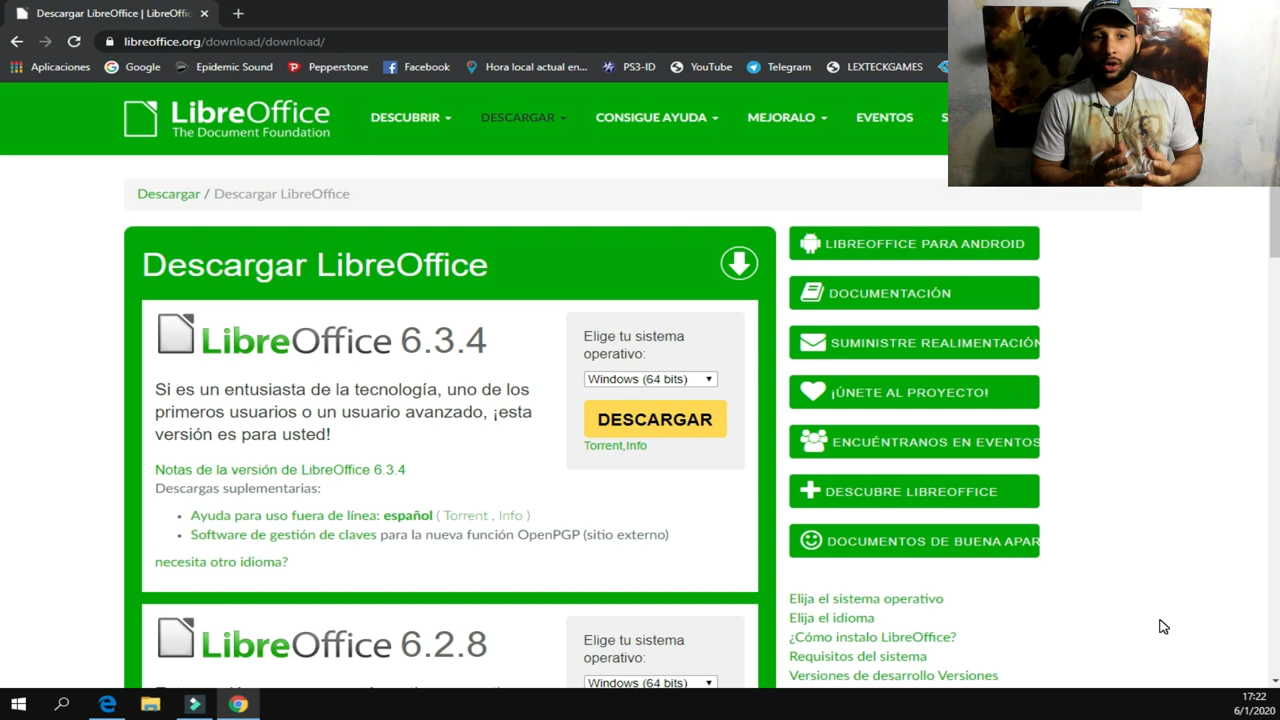 Descargar LibreOffice | LibreOffic
libreoffice.org/download/download/
Aplicaciones Google Epidemic Sound Pepperstone Facebook Hora local actual en... PS3-ID YouTube Telegram LEXTECKGAMES
LibreOffice
The Document Foundation
DESCUBRIR DESCARGAR CONSIGUE AYUDA MEJORALO EVENTOS S
Descargar / Descargar LibreOffice
Descargar LibreOffice
LibreOffice 6.3.4
Si es un entusiasta de la tecnología, uno de los
primeros usuarios o un usuario avanzado, ¡esta
versión es para usted!
Notas de la versión de LibreOffice 6.3.4
Descargas suplementarias:
Ayuda para uso fuera de línea: español ( Torrent , Info )
Software de gestión de claves para la nueva función OpenPGP (sitio externo)
necesita otro idioma?
Elige tu sistema
operativo:
Windows (64 bits)
DESCARGAR
Torrent,Info
LibreOffice 6.2.8
Elige tu sistema
operativo:
Windows (64 bits)
LIBREOFFICE PARA ANDROID
DOCUMENTACIÓN
SUMINISTRE REALIMENTACIÓN
¡ÚNETE AL PROYECTO!
ENCUÉNTRANOS EN EVENTOS
DESCUBRE LIBREOFFICE
DOCUMENTOS DE BUENA APAR
Elija el sistema operativo
Elija el idioma
¿Cómo instalo LibreOffice?
Requisitos del sistema
Versiones de desarrollo Versiones
17:22
6/1/2020